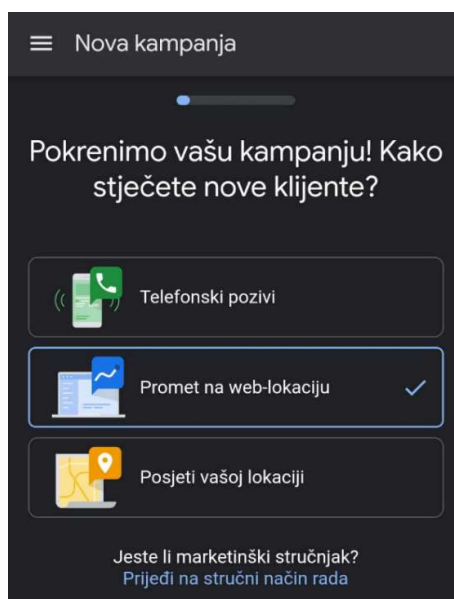 Nova kampanja
Pokrenimo vašu kampanju! Kako
stječete nove klijente?
Telefonski pozivi
Promet na web-lokaciju
Posjeti vašoj lokaciji
Jeste li marketinški stručnjak?
Prijeđi na stručni način rada